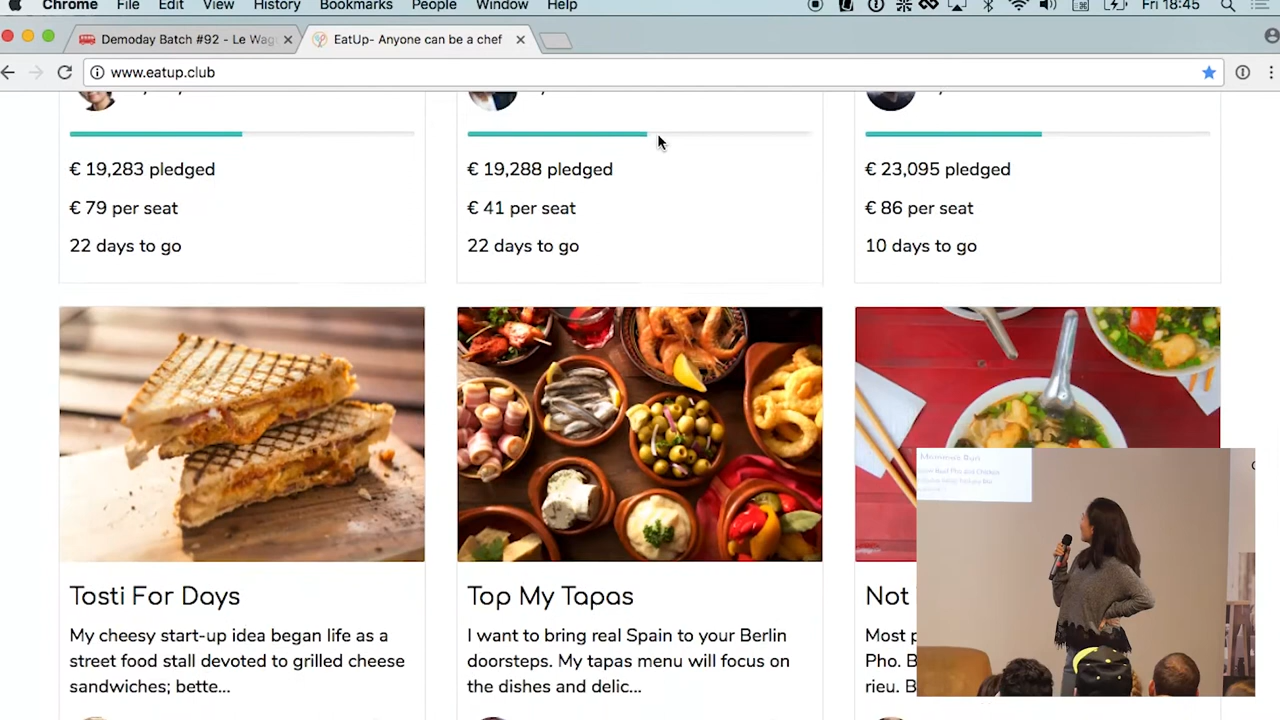 Chrome File Edit View History Bookmarks People Window Help Fri 18:45
Demoday Batch #92 - Le Wag
EatUp- Anyone can be a chef
www.eatup.club
€ 19,283 pledged
€ 79 per seat
22 days to go
€ 19,288 pledged
€ 41 per seat
22 days to go
€ 23,095 pledged
€ 86 per seat
10 days to go
Tosti For Days
My cheesy start-up idea began life as a
street food stall devoted to grilled cheese
sandwiches; bette...
Top My Tapas
I want to bring real Spain to your Berlin
doorsteps. My tapas menu will focus on
the dishes and delic...
Not
Most p
Pho. B
rieu. B